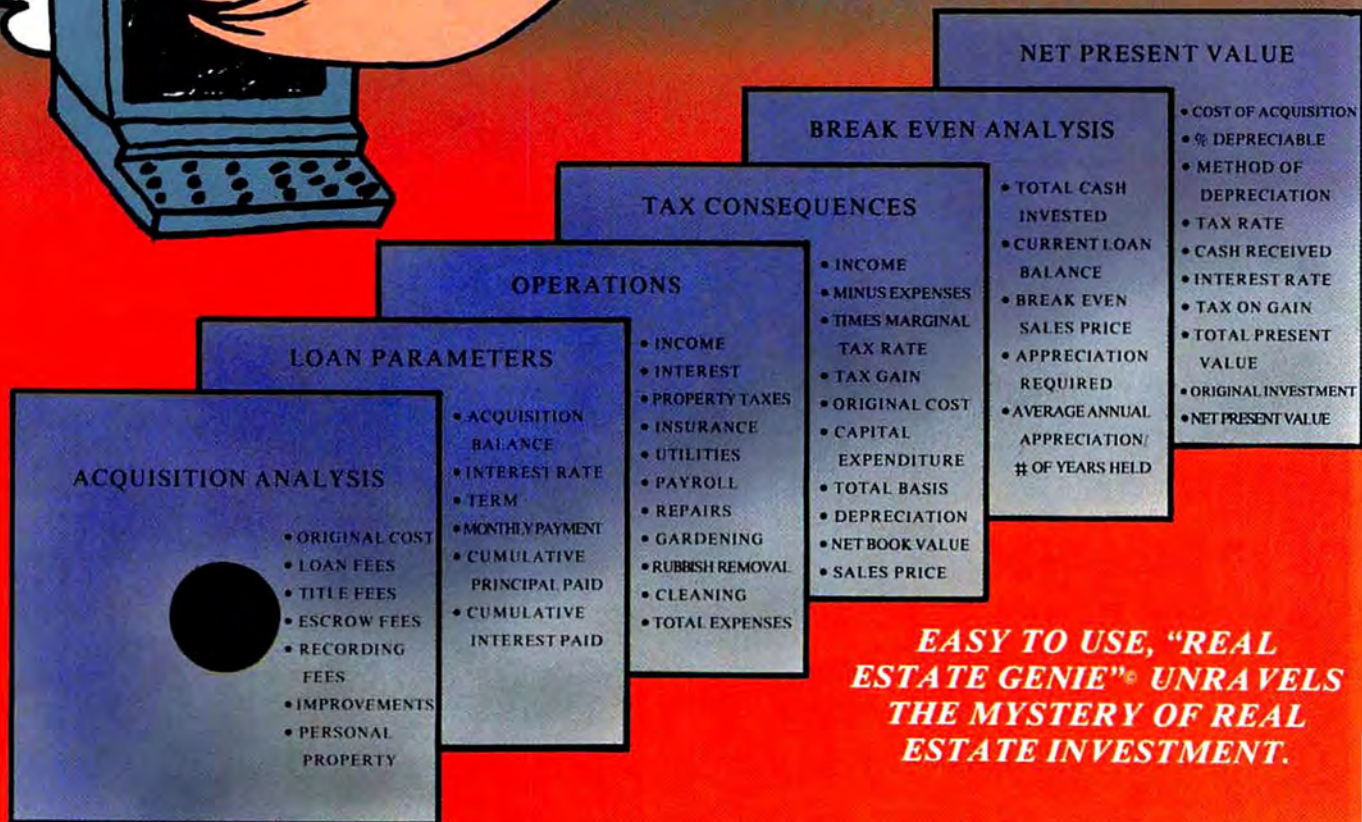 NET PRESENT VALUE
• COST OF ACQUISITION
• % DEPRECIABLE
• METHOD OF
DEPRECIATION
• TAX RATE
• CASH RECEIVED
• INTEREST RATE
• TAX ON GAIN
• TOTAL PRESENT
VALUE
• ORIGINAL INVESTMENT
• NET PRESENT VALUE
BREAK EVEN ANALYSIS
• TOTAL CASH
INVESTED
• CURRENT LOAN
BALANCE
• BREAK EVEN
SALES PRICE
• APPRECIATION
REQUIRED
• AVERAGE ANNUAL
APPRECIATION/
# OF YEARS HELD
TAX CONSEQUENCES
• INCOME
• MINUS EXPENSES
• TIMES MARGINAL
TAX RATE
• TAX GAIN
• ORIGINAL COST
• CAPITAL
EXPENDITURE
• TOTAL BASIS
• DEPRECIATION
• NET BOOK VALUE
• SALES PRICE
OPERATIONS
• INCOME
• INTEREST
• PROPERTY TAXES
• INSURANCE
• UTILITIES
• PAYROLL
• REPAIRS
• GARDENING
• RUBBISH REMOVAL
• CLEANING
• TOTAL EXPENSES
LOAN PARAMETERS
• ACQUISITION
BALANCE
• INTEREST RATE
• TERM
• MONTHLY PAYMENT
• CUMULATIVE
PRINCIPAL PAID
• CUMULATIVE
INTEREST PAID
ACQUISITION ANALYSIS
• ORIGINAL COST
• LOAN FEES
• TITLE FEES
• ESCROW FEES
• RECORDING
FEES
• IMPROVEMENTS
• PERSONAL
PROPERTY
EASY TO USE, “REAL
ESTATE GENIE”© UNRAVELS
THE MYSTERY OF REAL
ESTATE INVESTMENT.